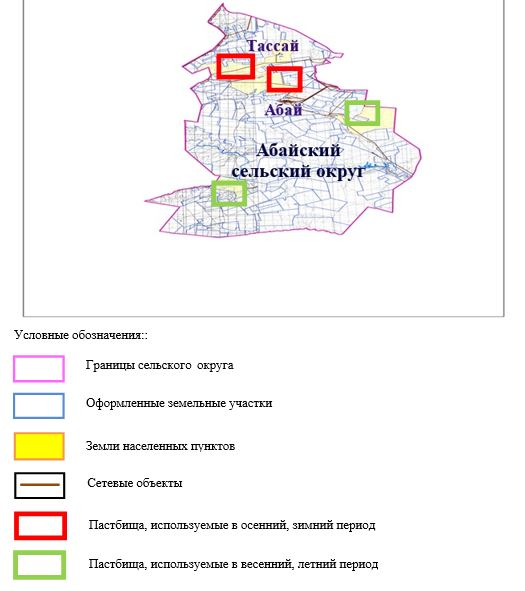 Тассай
Абай
Абайский
сельский округ
Условные обозначения::
Границы сельского округа
Оформленные земельные участки
Земли населенных пунктов
Сетевые объекты
Пастбища, используемые в осенний, зимний период
Пастбища, используемые в весенний, летний период